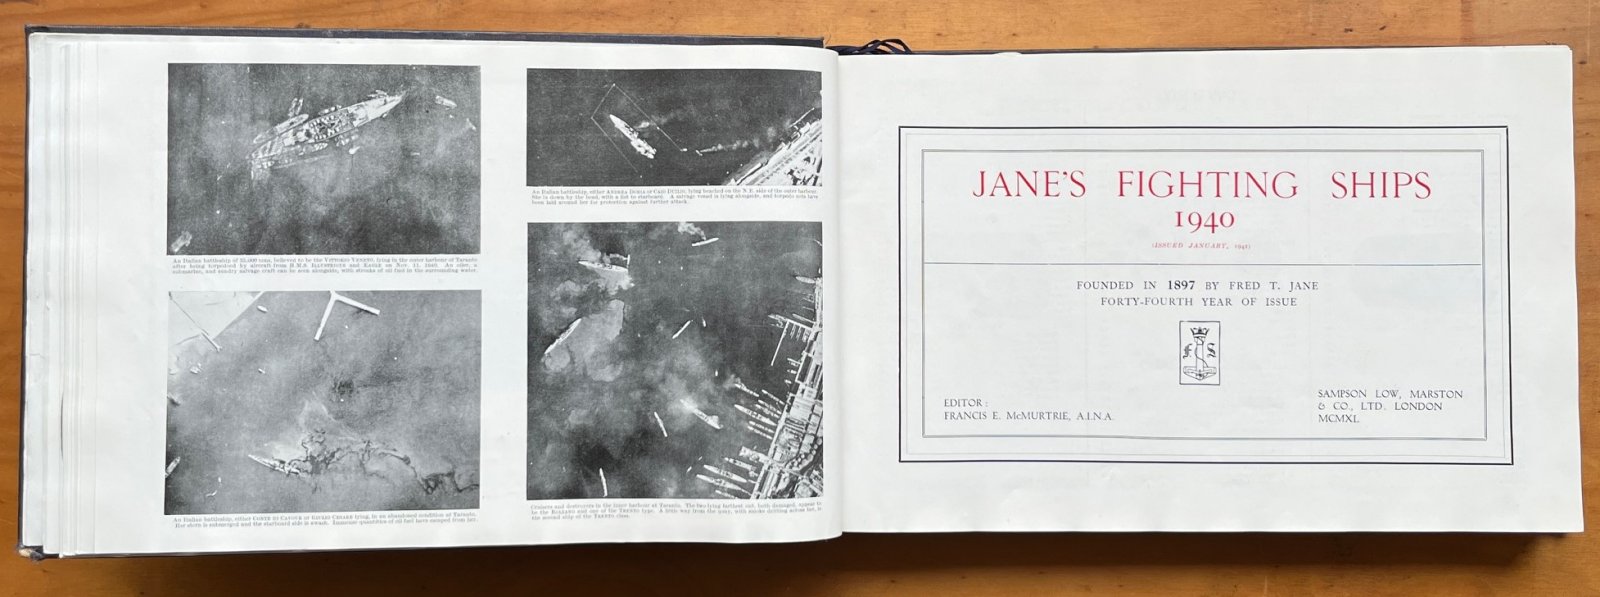 An Italian battleship of 35,000 tons, believed to be the VITTORIO VENETO, lying in the outer harbour of Taranto
after being torpedoed by aircraft from H.M.S. ILLUSTRIOUS and EAGLE on Nov. 11, 1940. An oiler, a
submarine, and sundry salvage craft can be seen alongside, with streaks of oil fuel in the surrounding water.
An Italian battleship, either CONTE DI CAVOUR or GIULIO CESARE lying, in an abandoned condition at Taranto.
Her stern is submerged and the starboard side is awash. Immense quantities of oil fuel have escaped from her.
An Italian battleship, either ANDREA DORIA or CAIO DUILIO, lying beached on the N.E. side of the outer harbour.
She is down by the head, with a list to starboard. A salvage vessel is lying alongside, and torpedo nets have
been laid around her for protection against further attack.
Cruisers and destroyers in the inner harbour at Taranto. The two lying farthest out, both damaged, appear to
be the BOLZANO and one of the TRENTO type. A little way from the quay, with smoke drifting across her, is
the second ship of the TRENTO class.
JANE'S FIGHTING SHIPS
1940
(ISSUED JANUARY, 1941)
FOUNDED IN 1897 BY FRED T. JANE
FORTY-FOURTH YEAR OF ISSUE
EDITOR:
FRANCIS E. McMURTRIE, A.I.N.A.
SAMPSON LOW, MARSTON
& CO., LTD. LONDON
MCMXL